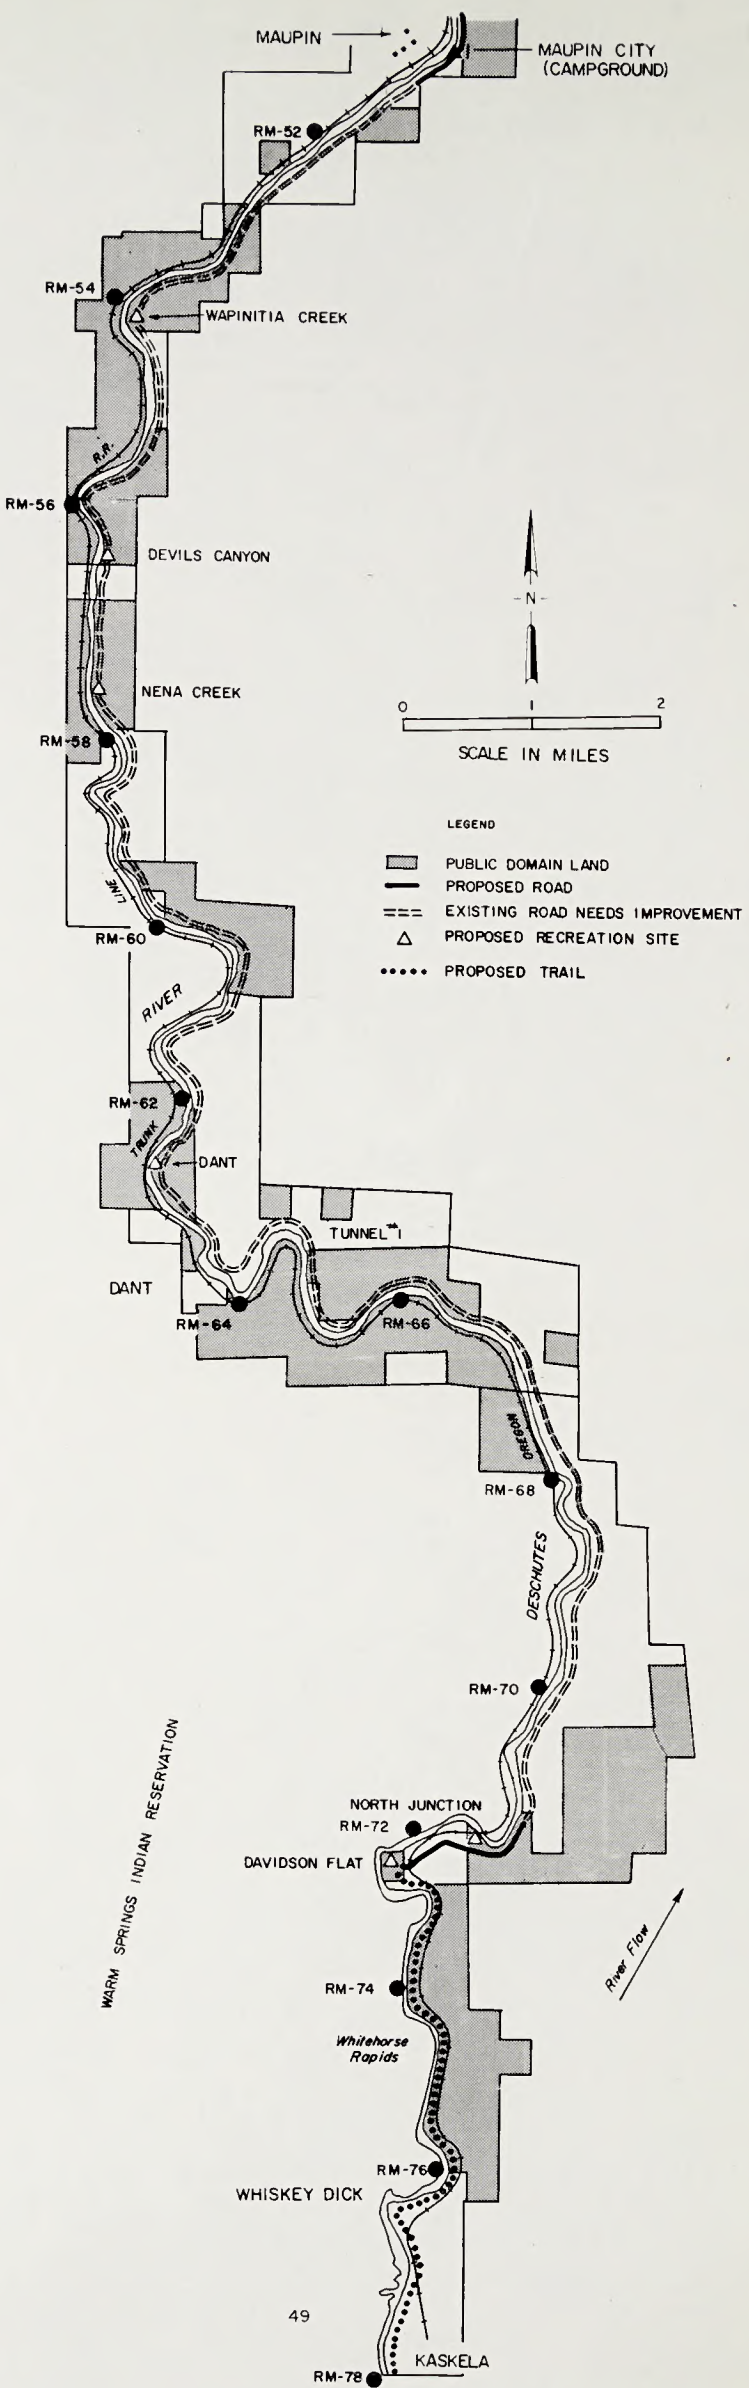 MAUPIN
MAUPIN CITY
(CAMPGROUND)
RM-52
RM-54
WAPINITIA CREEK
R.R.
RM-56
DEVILS CANYON
N
NENA CREEK
0 1 2
SCALE IN MILES
RM-58
LEGEND
PUBLIC DOMAIN LAND
PROPOSED ROAD
EXISTING ROAD NEEDS IMPROVEMENT
PROPOSED RECREATION SITE
PROPOSED TRAIL
LINE
RM-60
RIVER
RM-62
TRUNK
DANT
TUNNEL #1
DANT
RM-64
RM-66
OREGON
RM-68
DESCHUTES
RM-70
WARM SPRINGS INDIAN RESERVATION
NORTH JUNCTION
RM-72
DAVIDSON FLAT
River Flow
RM-74
Whitehorse
Rapids
RM-76
WHISKEY DICK
49
KASKELA
RM-78